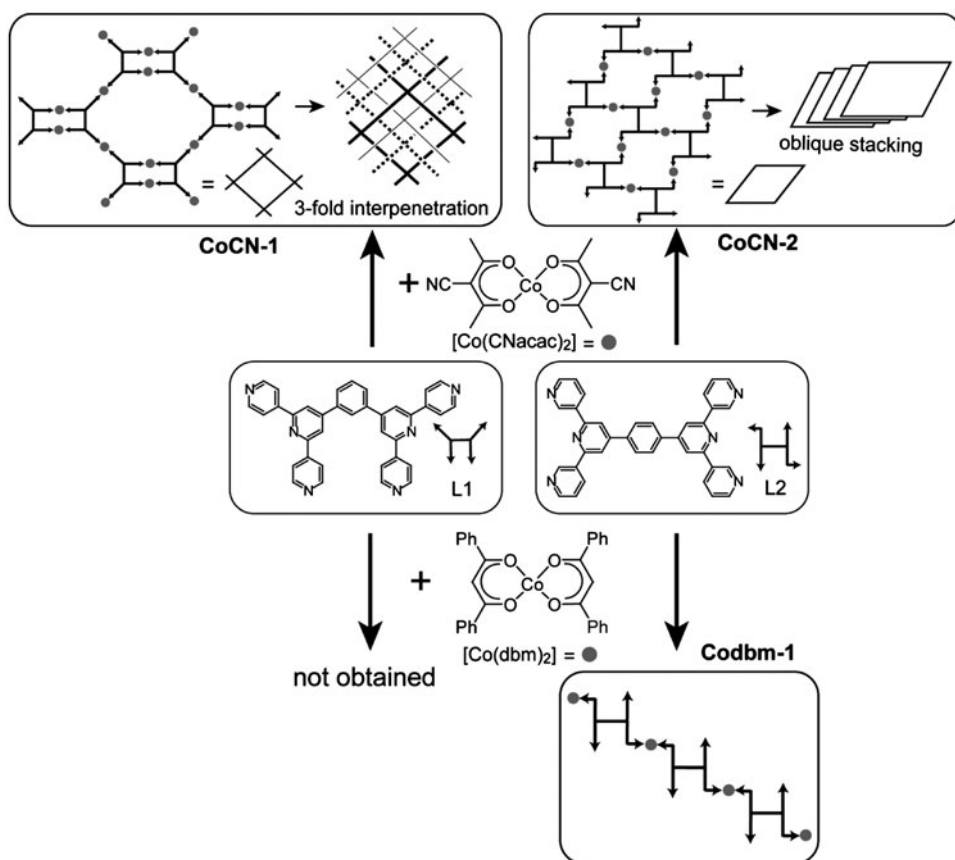 3-fold interpenetration
oblique stacking
CoCN-1
CoCN-2
+
NC
O
O
Co
O
O
CN
[Co(CNacac)₂] =
N
N
N
N
N
N
L1
N
N
N
N
N
N
L2
+
Ph
Ph
O
O
Co
O
O
Ph
Ph
[Co(dbm)₂] =
not obtained
Codbm-1
=
=